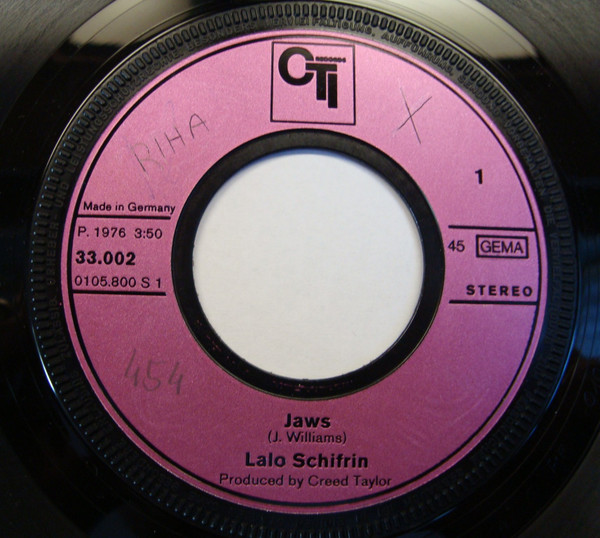 CTI
RECORDS
RIHA
X
1
Made in Germany
P. 1976 3:50
33.002
0105.800 S 1
45 GEMA
STEREO
454
Jaws
(J. Williams)
Lalo Schifrin
Produced by Creed Taylor